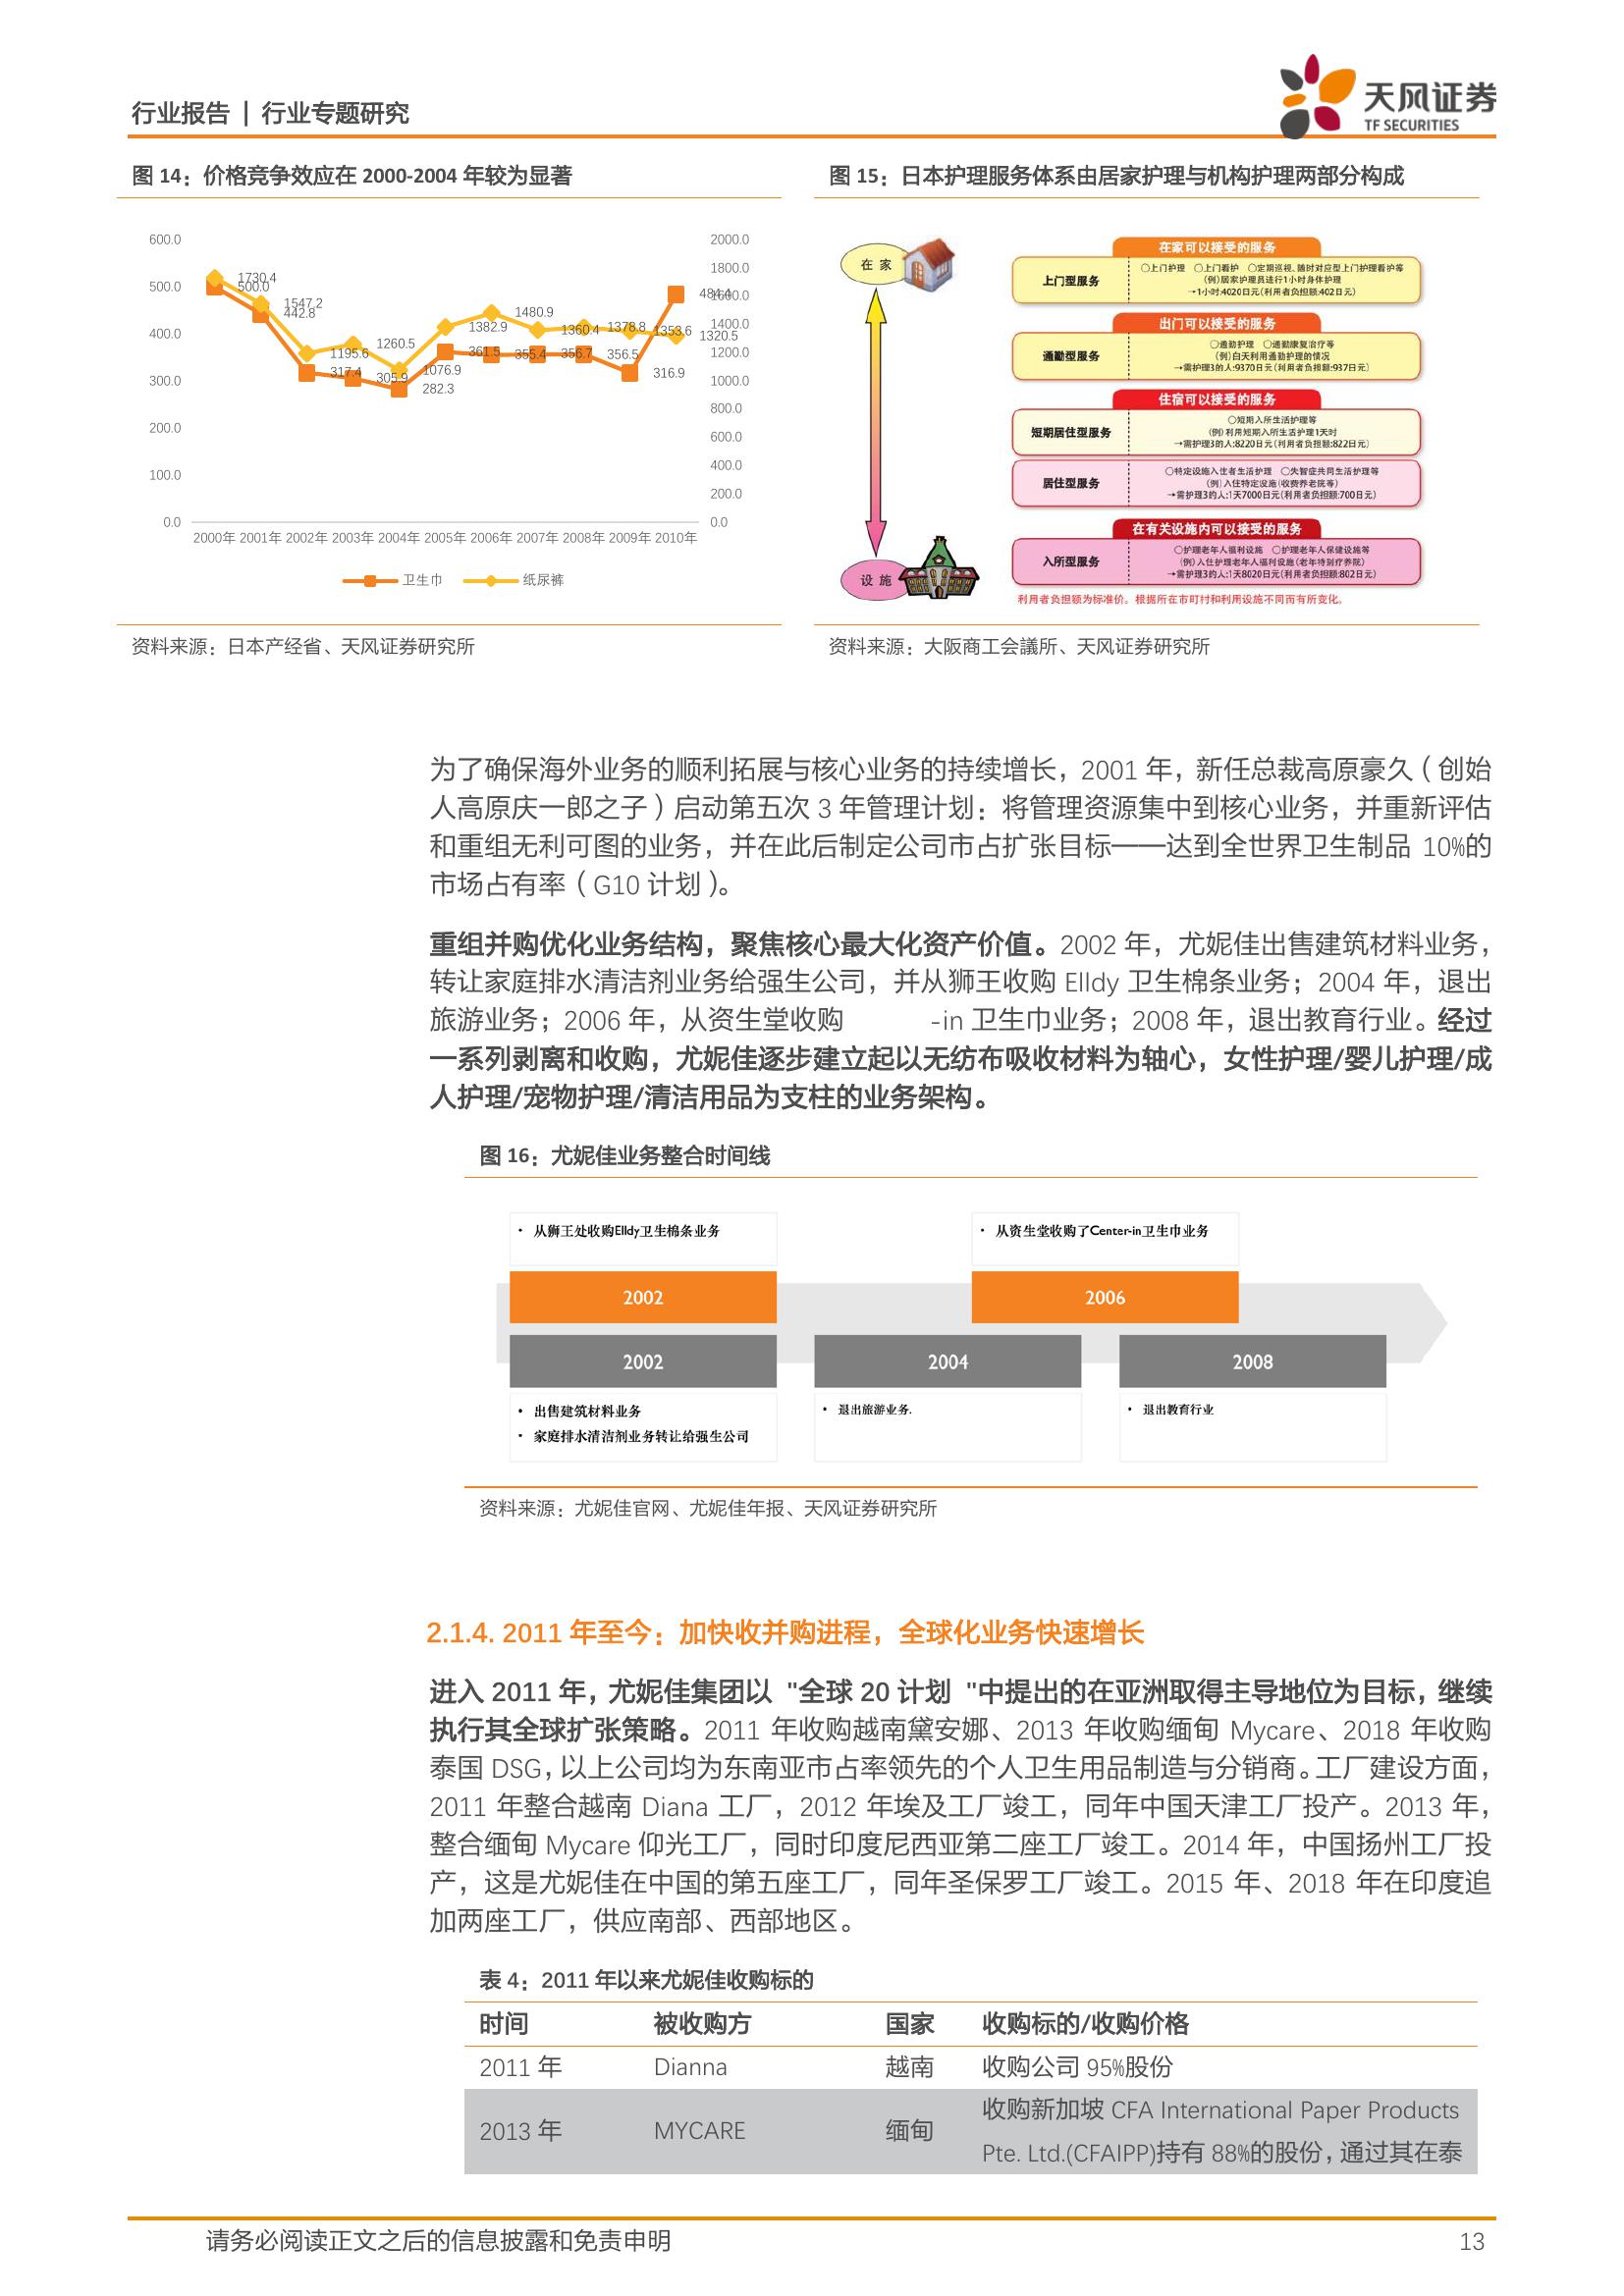 行业报告 | 行业专题研究
天风证券
TF SECURITIES
图 14：价格竞争效应在 2000-2004 年较为显著
600.0
500.0
400.0
300.0
200.0
100.0
0.0
2000.0
1800.0
1600.0
1400.0
1200.0
1000.0
800.0
600.0
400.0
200.0
0.0
1730.4
1547.2
1195.6
1260.5
1076.9
1382.9
1480.9
1360.4
1378.8
1353.6
1320.5
500.0
442.8
317.4
305.9
282.3
361.5
355.4
356.7
356.5
316.9
484.4
2000年 2001年 2002年 2003年 2004年 2005年 2006年 2007年 2008年 2009年 2010年
卫生巾 纸尿裤
资料来源：日本产经省、天风证券研究所
图 15：日本护理服务体系由居家护理与机构护理两部分构成
在 家
设 施
在家可以接受的服务
上门型服务
〇上门护理 〇上门看护 〇定期巡视、随时对应型上门护理看护等
(例)居家护理员进行1小时身体护理
→1小时:4020日元(利用者负担额:402日元)
出门可以接受的服务
通勤型服务
〇通勤护理 〇通勤康复治疗等
(例)白天利用通勤护理的情况
→需护理3的人:9370日元(利用者负担额:937日元)
住宿可以接受的服务
短期居住型服务
〇短期入所生活护理等
(例)利用短期入所生活护理1天时
→需护理3的人:8220日元(利用者负担额:822日元)
居住型服务
〇特定设施入住者生活护理 〇失智症共同生活护理等
(例)入住特定设施(收费养老院等)
→需护理3的人:1天7000日元(利用者负担额:700日元)
在有关设施内可以接受的服务
入所型服务
〇护理老年人福利设施 〇护理老年人保健设施等
(例)入住护理老年人福利设施(老年特别疗养院)
→需护理3的人:1天8020日元(利用者负担额:802日元)
利用者负担额为标准价。根据所在市町村和利用设施不同而有所变化。
资料来源：大阪商工会議所、天风证券研究所
为了确保海外业务的顺利拓展与核心业务的持续增长，2001 年，新任总裁高原豪久（创始
人高原庆一郎之子）启动第五次 3 年管理计划：将管理资源集中到核心业务，并重新评估
和重组无利可图的业务，并在此后制定公司市占扩张目标——达到全世界卫生制品 10%的
市场占有率（G10 计划）。
重组并购优化业务结构，聚焦核心最大化资产价值。2002 年，尤妮佳出售建筑材料业务，
转让家庭排水清洁剂业务给强生公司，并从狮王收购 Elldy 卫生棉条业务；2004 年，退出
旅游业务；2006 年，从资生堂收购 -in 卫生巾业务；2008 年，退出教育行业。经过
一系列剥离和收购，尤妮佳逐步建立起以无纺布吸收材料为轴心，女性护理/婴儿护理/成
人护理/宠物护理/清洁用品为支柱的业务架构。
图 16：尤妮佳业务整合时间线
• 从狮王处收购Elldy卫生棉条业务
• 从资生堂收购了Center-in卫生巾业务
2002
2006
2002
2004
2008
• 出售建筑材料业务
• 家庭排水清洁剂业务转让给强生公司
• 退出旅游业务.
• 退出教育行业
资料来源：尤妮佳官网、尤妮佳年报、天风证券研究所
2.1.4. 2011 年至今：加快收并购进程，全球化业务快速增长
进入 2011 年，尤妮佳集团以 "全球 20 计划 "中提出的在亚洲取得主导地位为目标，继续
执行其全球扩张策略。2011 年收购越南黛安娜、2013 年收购缅甸 Mycare、2018 年收购
泰国 DSG，以上公司均为东南亚市占率领先的个人卫生用品制造与分销商。工厂建设方面，
2011 年整合越南 Diana 工厂，2012 年埃及工厂竣工，同年中国天津工厂投产。2013 年，
整合缅甸 Mycare 仰光工厂，同时印度尼西亚第二座工厂竣工。2014 年，中国扬州工厂投
产，这是尤妮佳在中国的第五座工厂，同年圣保罗工厂竣工。2015 年、2018 年在印度追
加两座工厂，供应南部、西部地区。
表 4：2011 年以来尤妮佳收购标的
时间 被收购方 国家 收购标的/收购价格
2011 年 Dianna 越南 收购公司 95%股份
2013 年 MYCARE 缅甸 收购新加坡 CFA International Paper Products
Pte. Ltd.(CFAIPP)持有 88%的股份，通过其在泰
请务必阅读正文之后的信息披露和免责申明
13